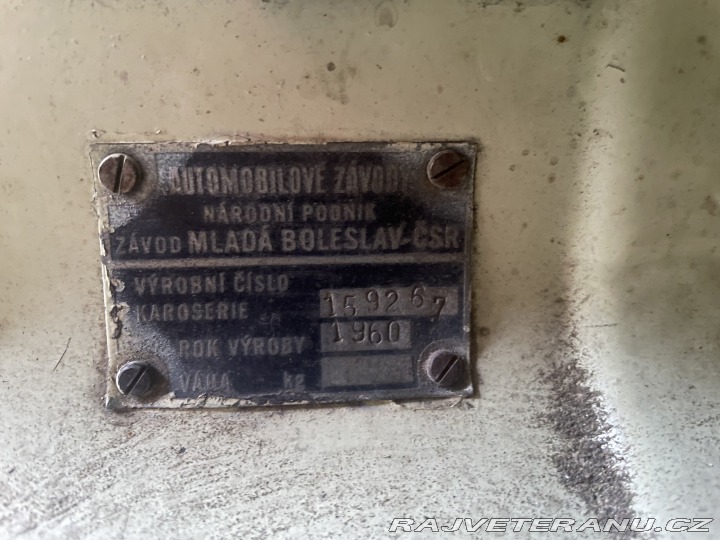 AUTOMOBILOVÉ ZÁVODY
NÁRODNÍ PODNIK
ZÁVOD MLADÁ BOLESLAV-ČSR
VÝROBNÍ ČÍSLO
KAROSERIE 159267
ROK VÝROBY 1960
VÁHA kg
RAJVETERANU.CZ